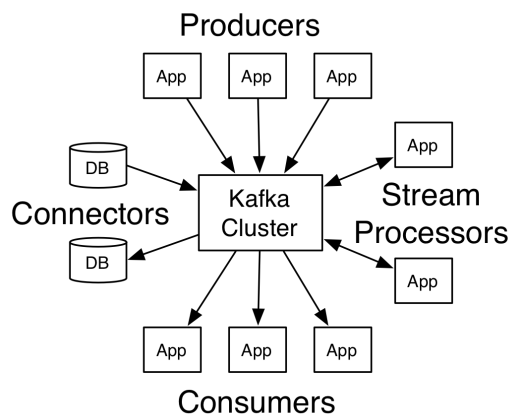 Producers
App
App
App
App
DB
Kafka
Cluster
Stream
Processors
Connectors
DB
App
App
App
App
Consumers